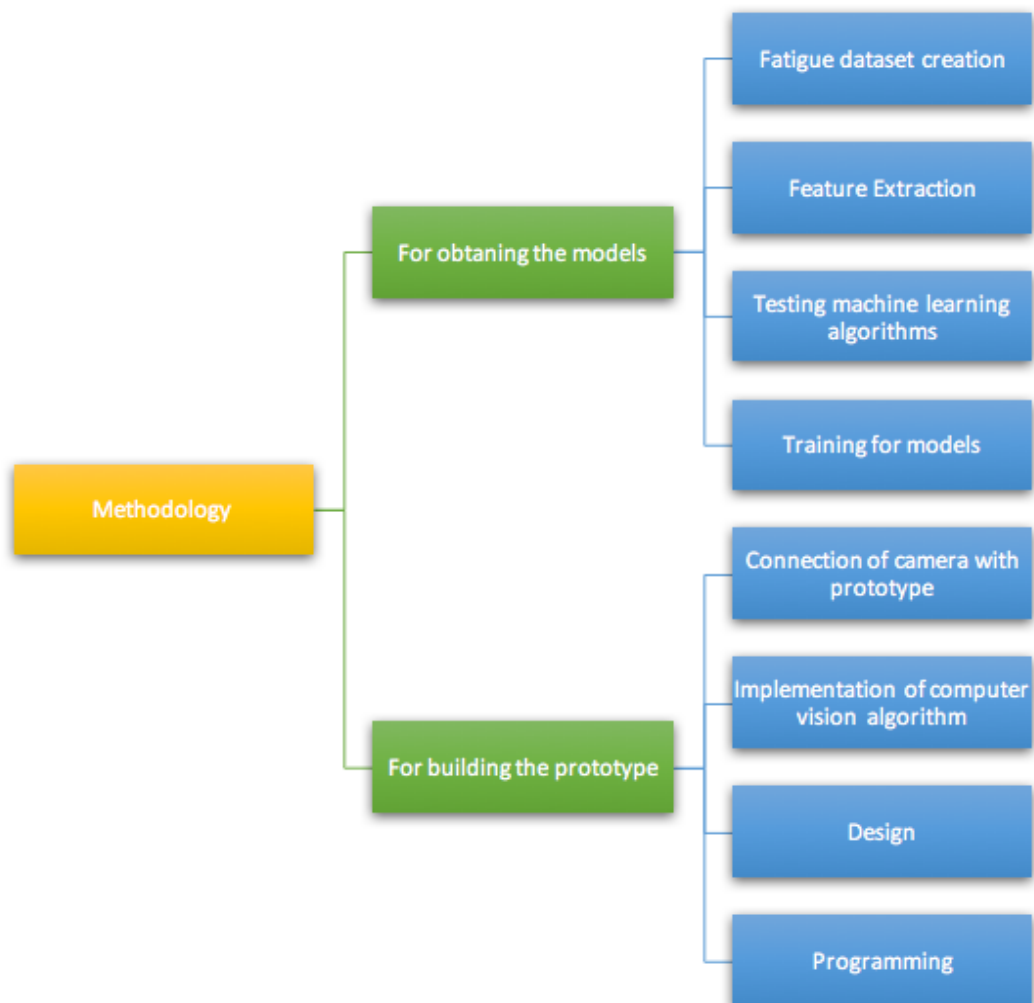 Methodology
For obtaning the models
Fatigue dataset creation
Feature Extraction
Testing machine learning
algorithms
Training for models
For building the prototype
Connection of camera with
prototype
Implementation of computer
vision algorithm
Design
Programming